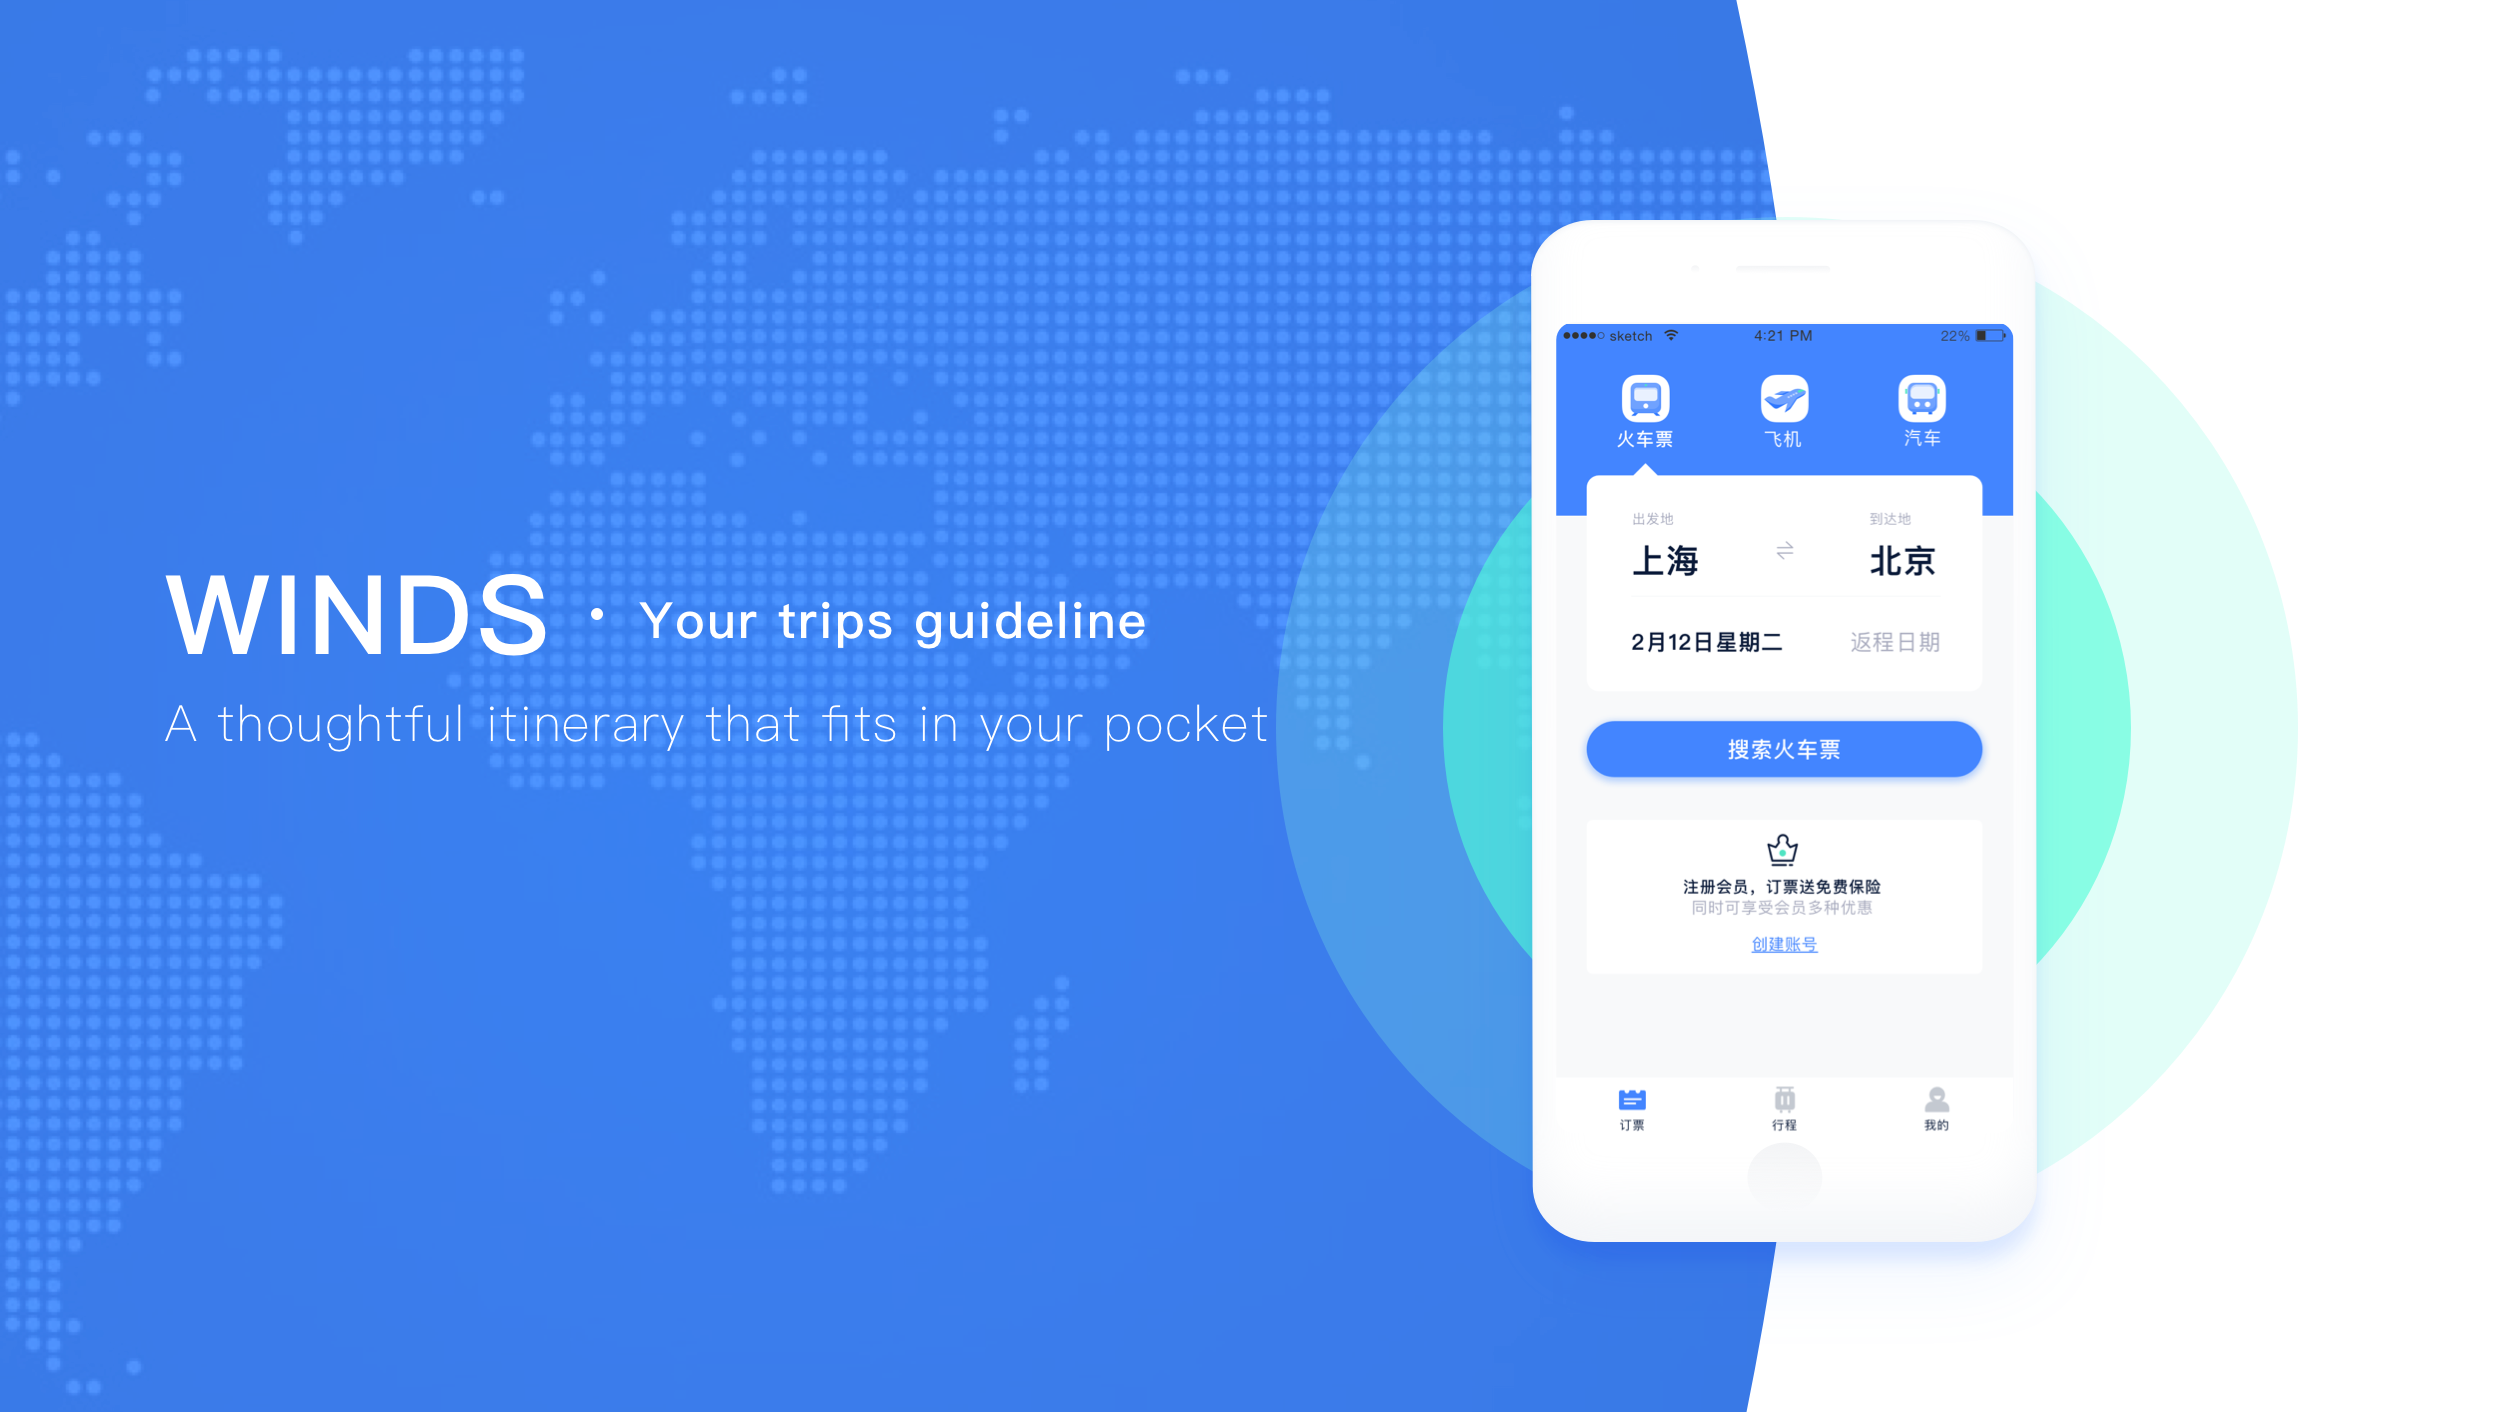 WINDS · Your trips guideline
A thoughtful itinerary that fits in your pocket
sketch 4:21 PM 22%
火车票 飞机 汽车
出发地 到达地
上海 ⇌ 北京
2月12日星期二 返程日期
搜索火车票
注册会员，订票送免费保险
同时可享受会员多种优惠
创建账号
订票 行程 我的